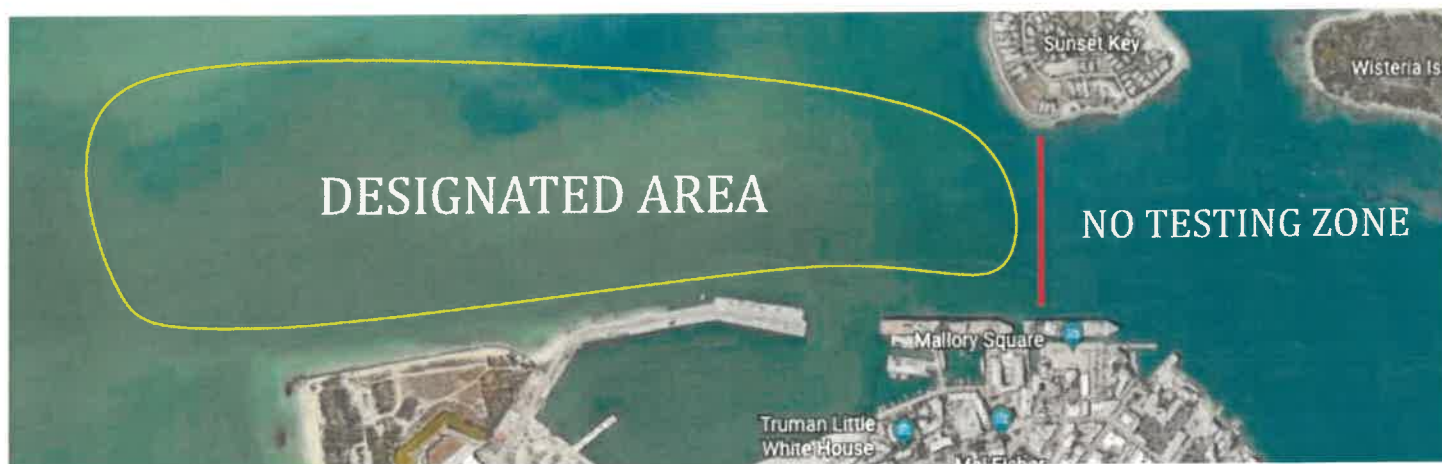 Sunset Key
Wisteria Is
DESIGNATED AREA
NO TESTING ZONE
Mallory Square
Truman Little
White House